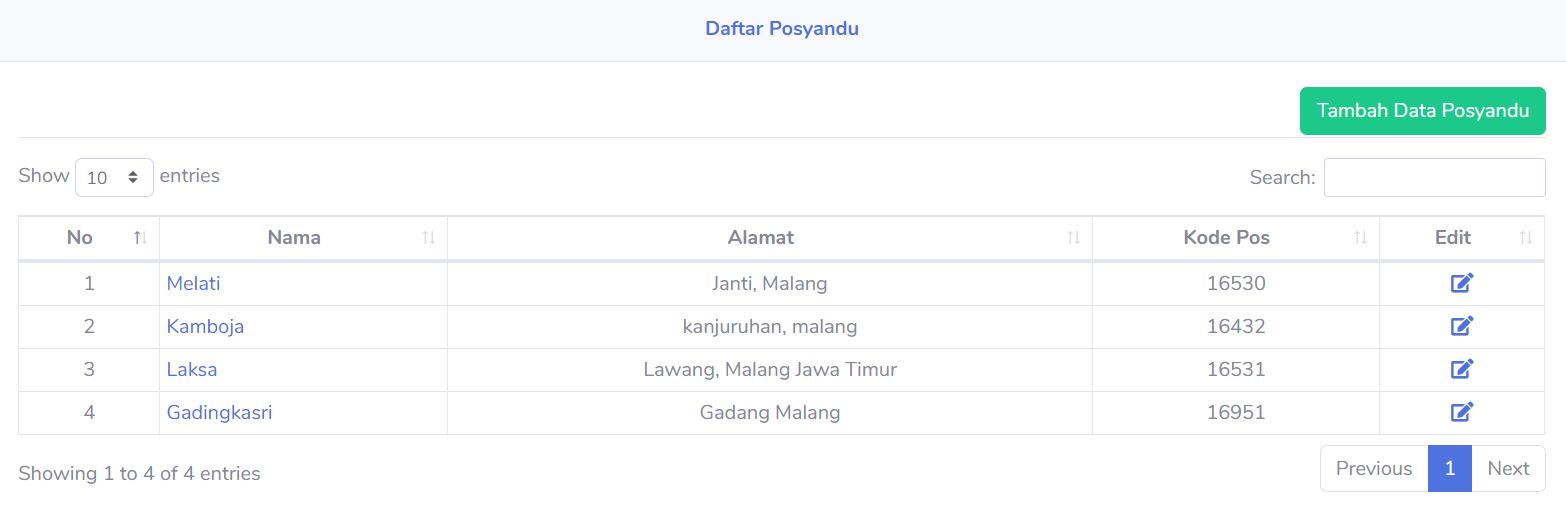 Daftar Posyandu
Tambah Data Posyandu
Show 10 entries Search:
No Nama Alamat Kode Pos Edit
1 Melati Janti, Malang 16530
2 Kamboja kanjuruhan, malang 16432
3 Laksa Lawang, Malang Jawa Timur 16531
4 Gadingkasri Gadang Malang 16951
Showing 1 to 4 of 4 entries Previous 1 Next